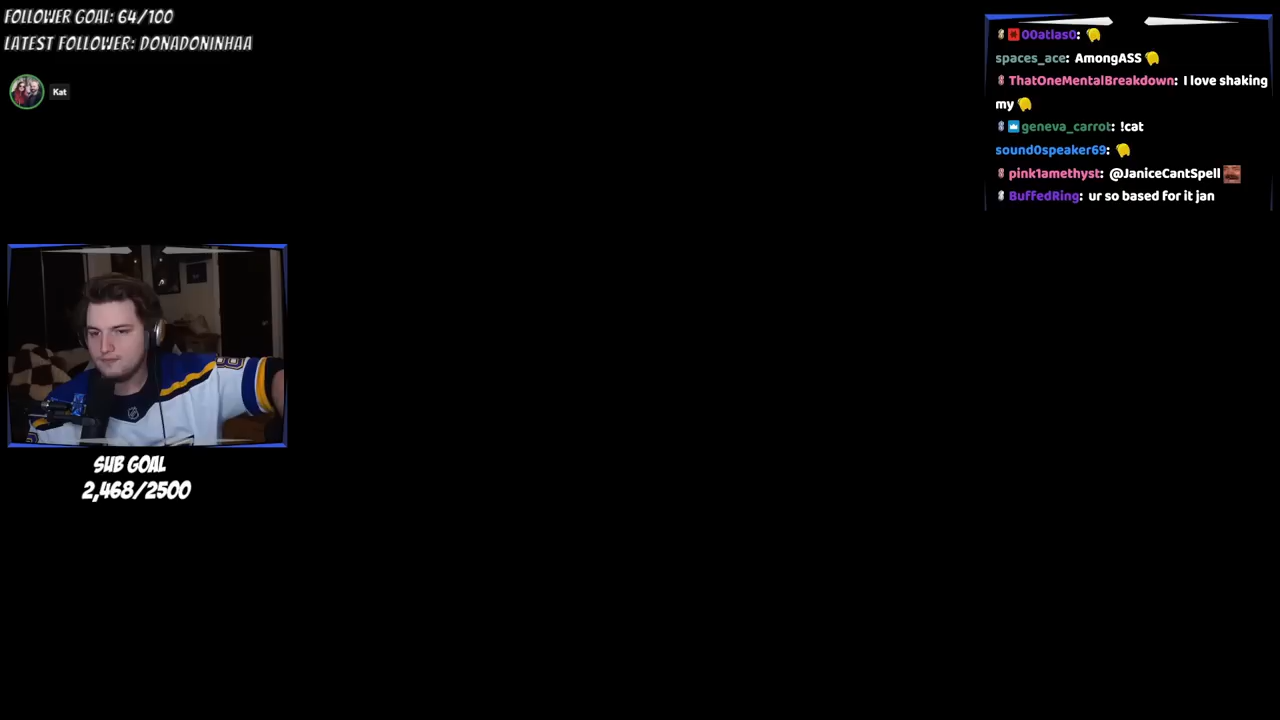 FOLLOWER GOAL: 64/100
LATEST FOLLOWER: DONADONINHAA
Kat
00atlas0:
spaces_ace: AmongASS
ThatOneMentalBreakdown: I love shaking
my
geneva_carrot: !cat
sound0speaker69:
pink1amethyst: @JaniceCantSpell
BuffedRing: ur so based for it jan
SUB GOAL
2,468/2500